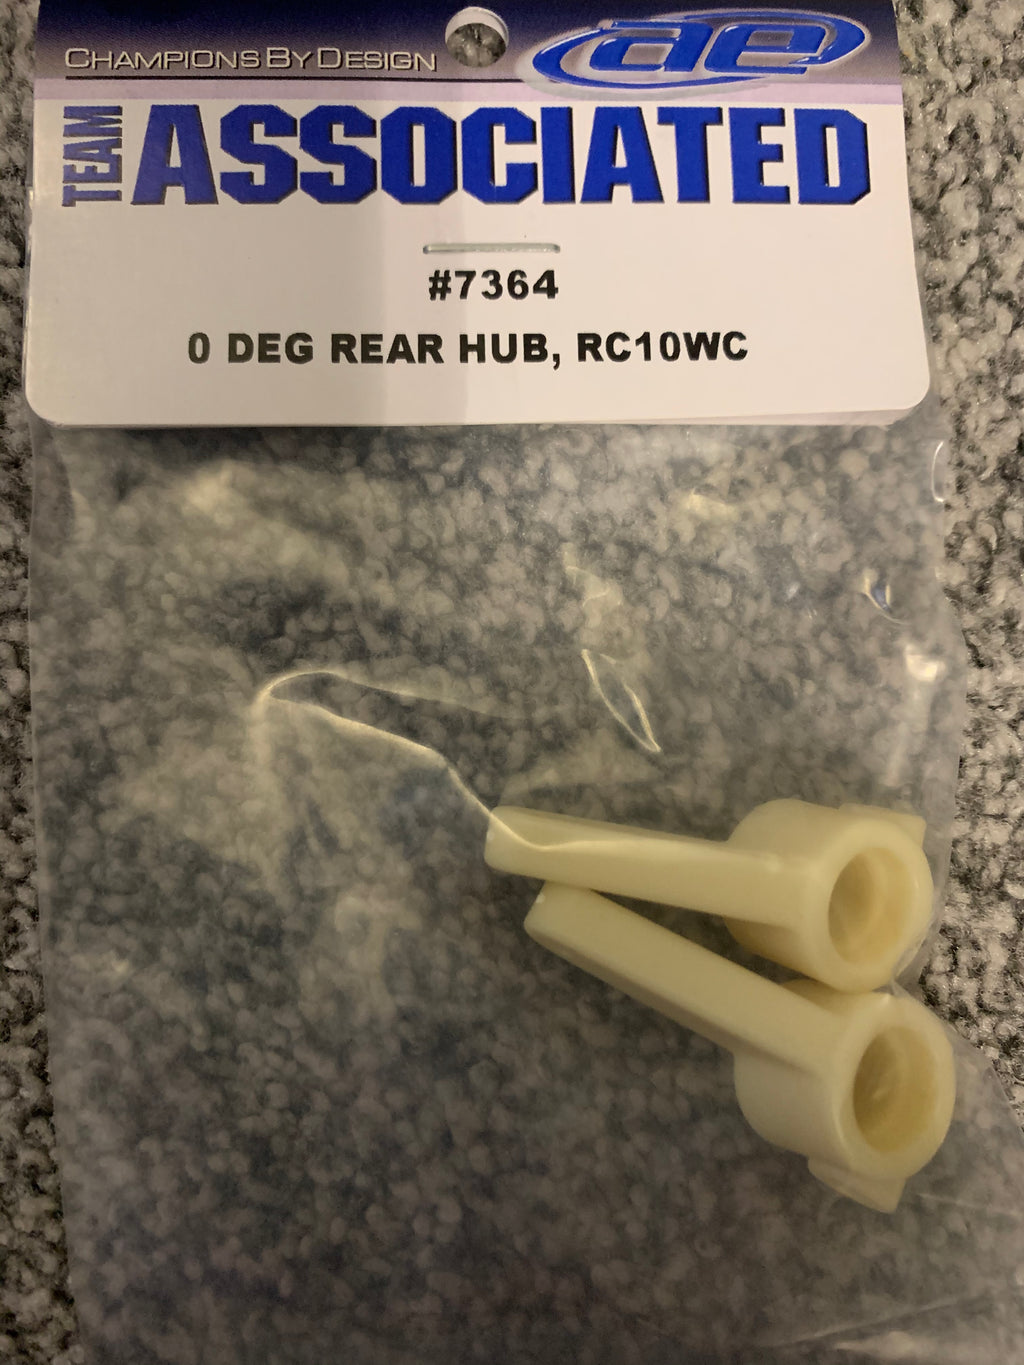 CHAMPIONS BY DESIGN
ae
TEAM ASSOCIATED
#7364
0 DEG REAR HUB, RC10WC